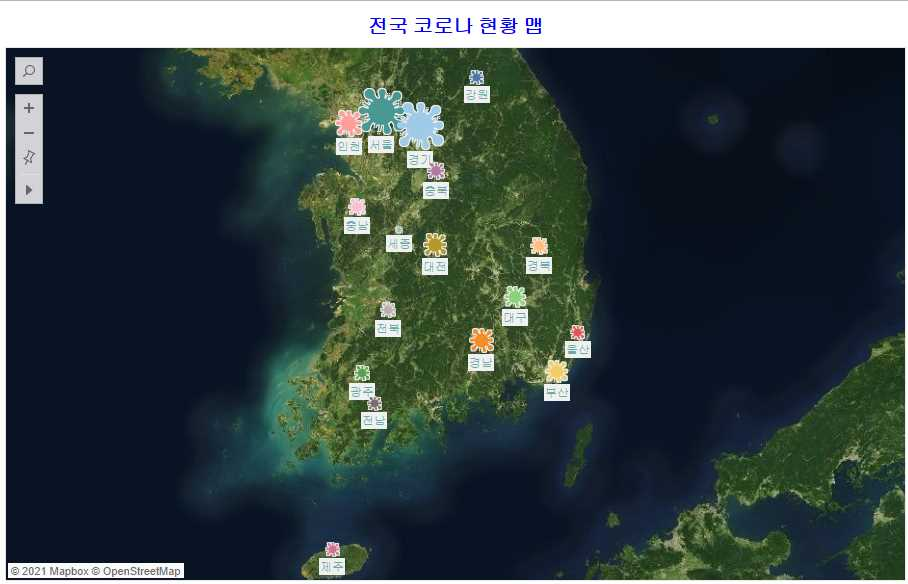 전국 코로나 현황 맵
강원
인천
서울
경기
충북
충남
세종
대전
경북
전북
대구
경남
울산
광주
부산
전남
제주
© 2021 Mapbox © OpenStreetMap